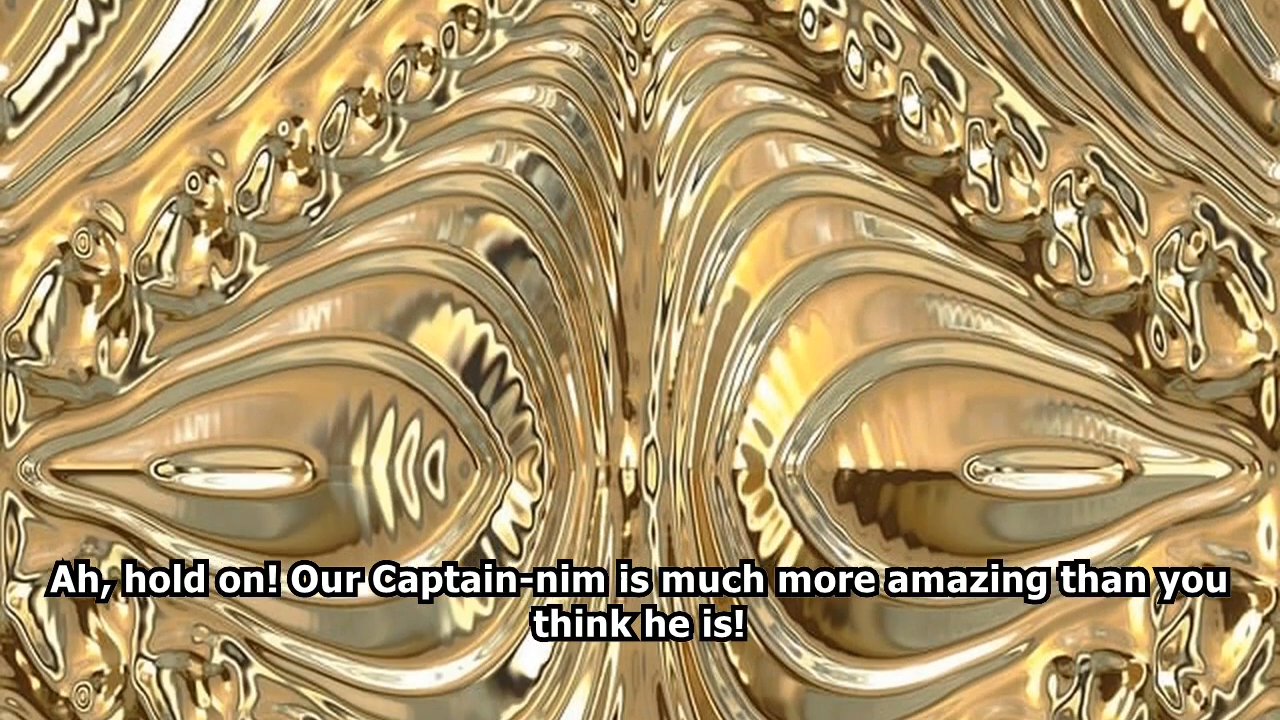 Ah, hold on! Our Captain-nim is much more amazing than you
think he is!